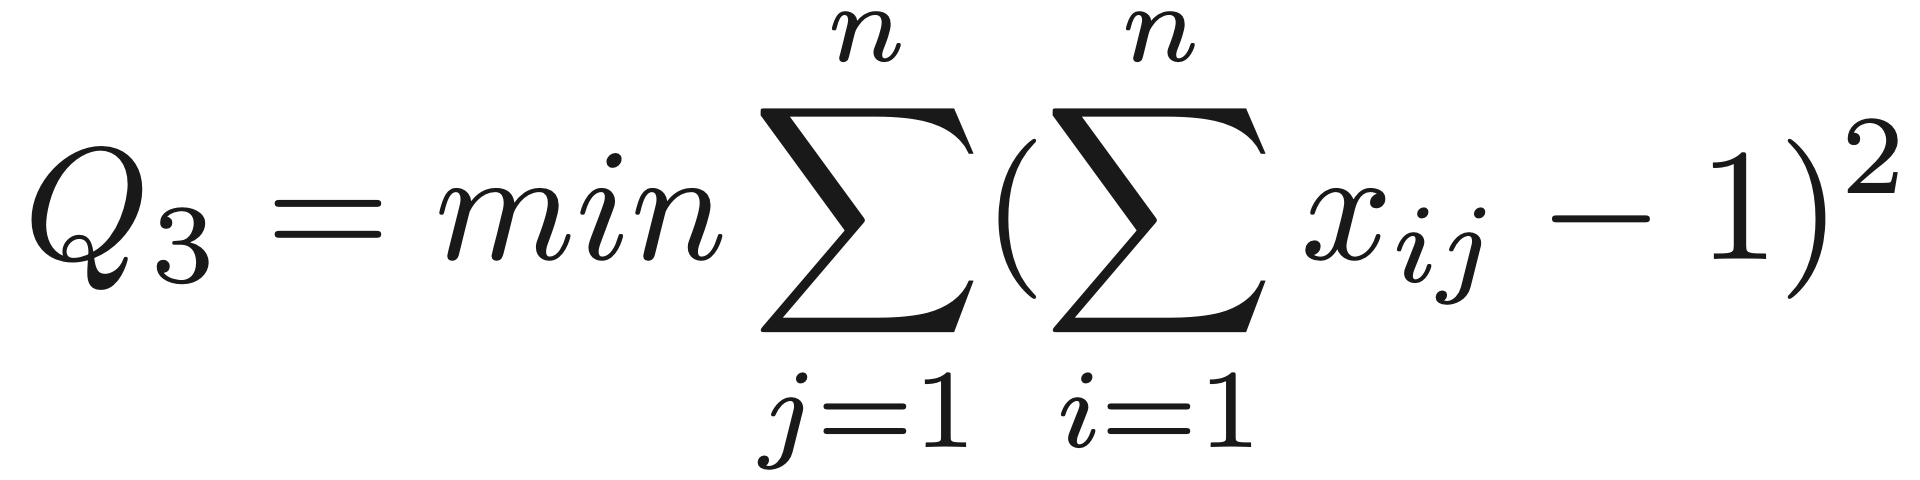 Q_3 = min \sum_{j=1}^{n} ( \sum_{i=1}^{n} x_{ij} - 1)^2